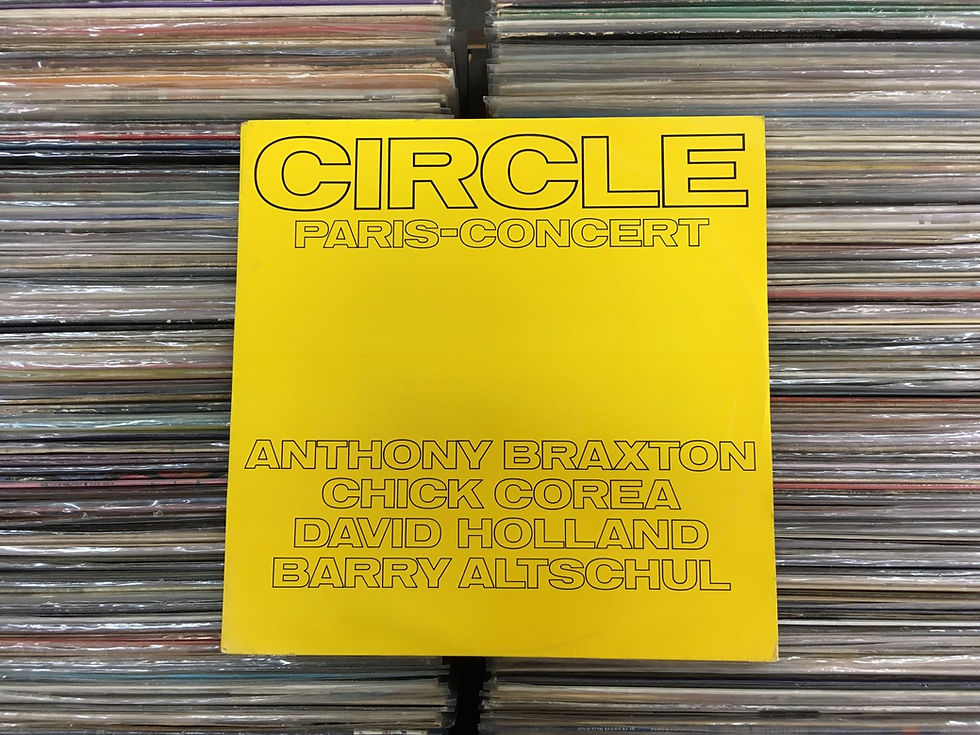 CIRCLE
PARIS-CONCERT
ANTHONY BRAXTON
CHICK COREA
DAVID HOLLAND
BARRY ALTSCHUL